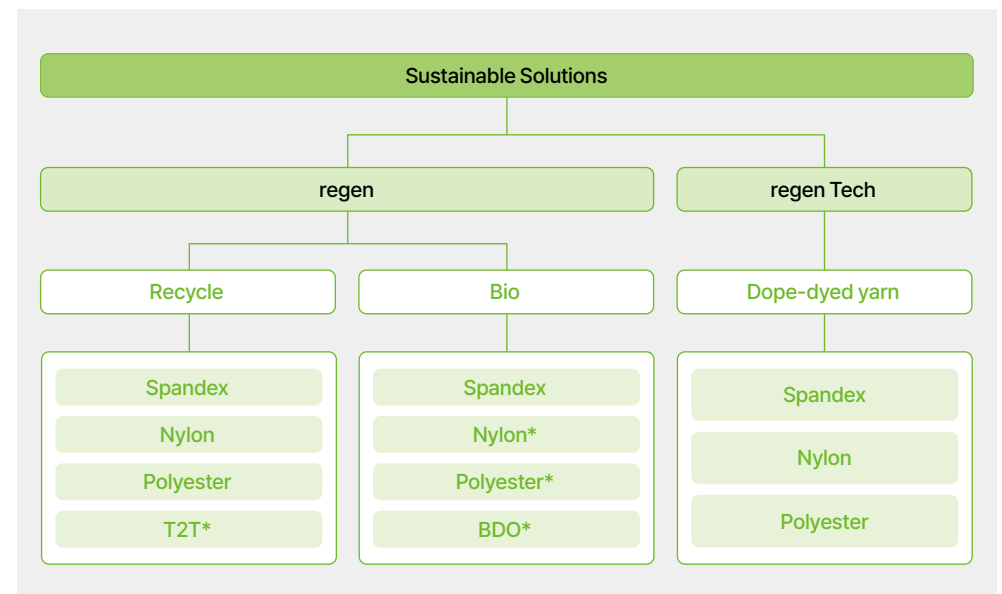 Sustainable Solutions
regen
regen Tech
Recycle
Bio
Dope-dyed yarn
Spandex
Nylon
Polyester
T2T*
Spandex
Nylon*
Polyester*
BDO*
Spandex
Nylon
Polyester